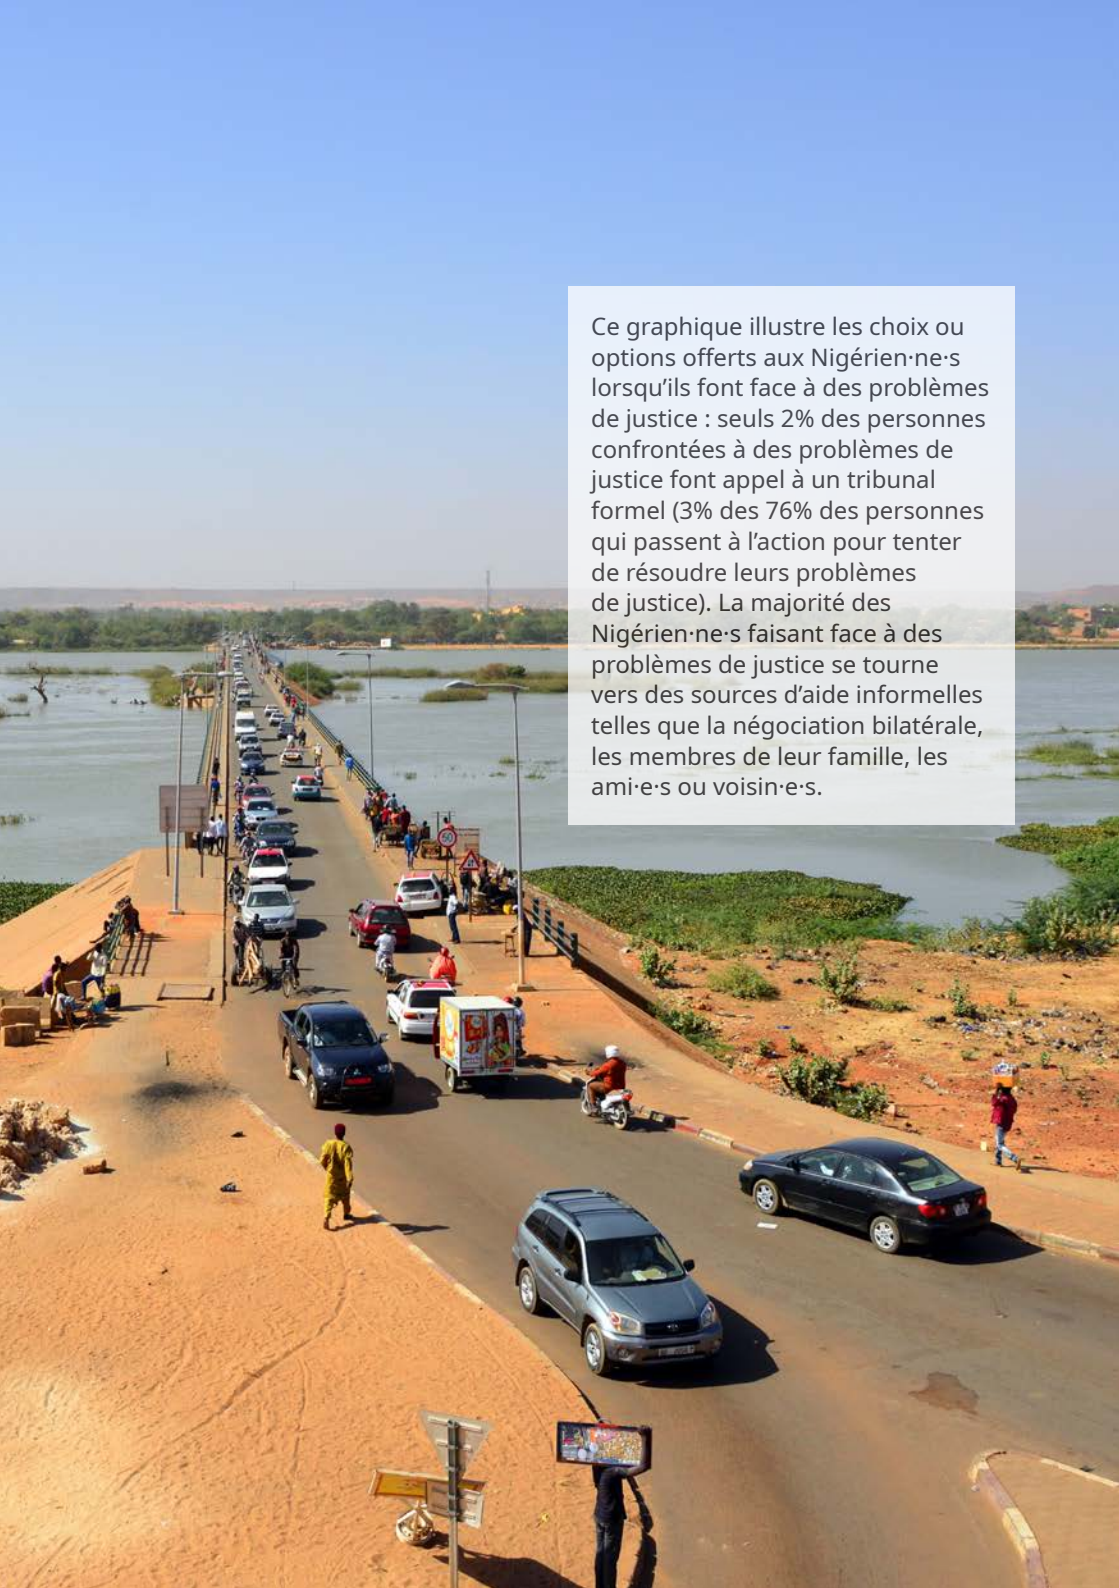 Ce graphique illustre les choix ou
options offerts aux Nigérien·ne·s
lorsqu’ils font face à des problèmes
de justice : seuls 2% des personnes
confrontées à des problèmes de
justice font appel à un tribunal
formel (3% des 76% des personnes
qui passent à l’action pour tenter
de résoudre leurs problèmes
de justice). La majorité des
Nigérien·ne·s faisant face à des
problèmes de justice se tourne
vers des sources d’aide informelles
telles que la négociation bilatérale,
les membres de leur famille, les
ami·e·s ou voisin·e·s.